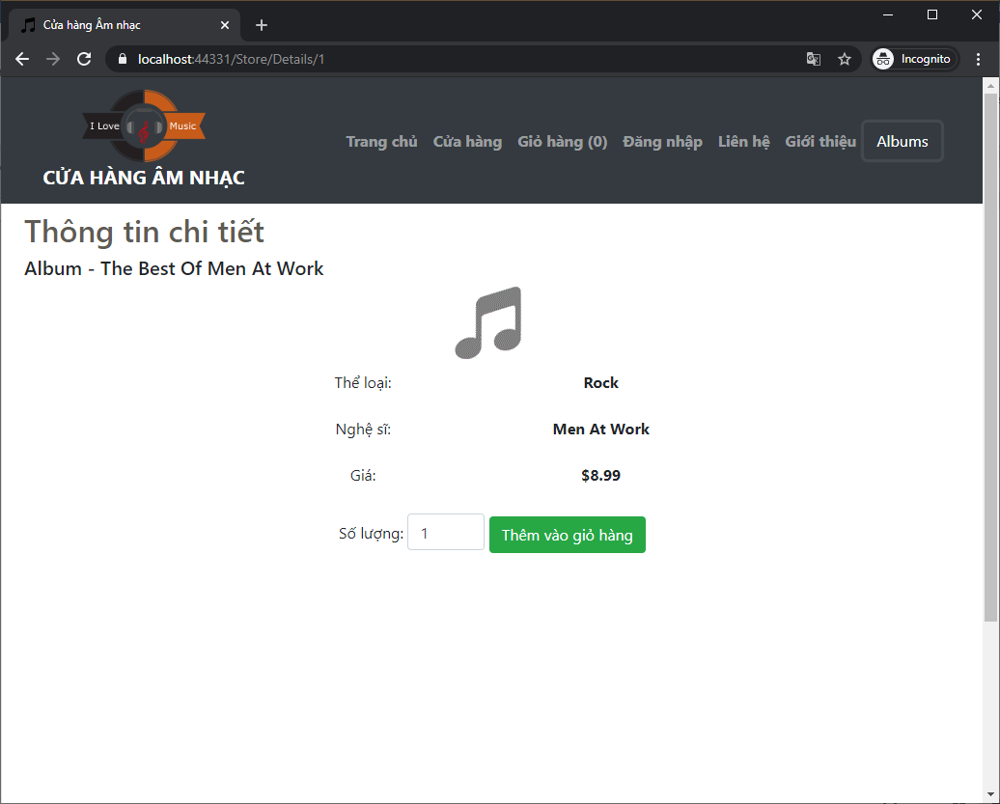 Cửa hàng Âm nhạc
localhost:44331/Store/Details/1
Incognito
I Love Music
CỬA HÀNG ÂM NHẠC
Trang chủ Cửa hàng Giỏ hàng (0) Đăng nhập Liên hệ Giới thiệu Albums
Thông tin chi tiết
Album - The Best Of Men At Work
Thể loại: Rock
Nghệ sĩ: Men At Work
Giá: $8.99
Số lượng: 1 Thêm vào giỏ hàng